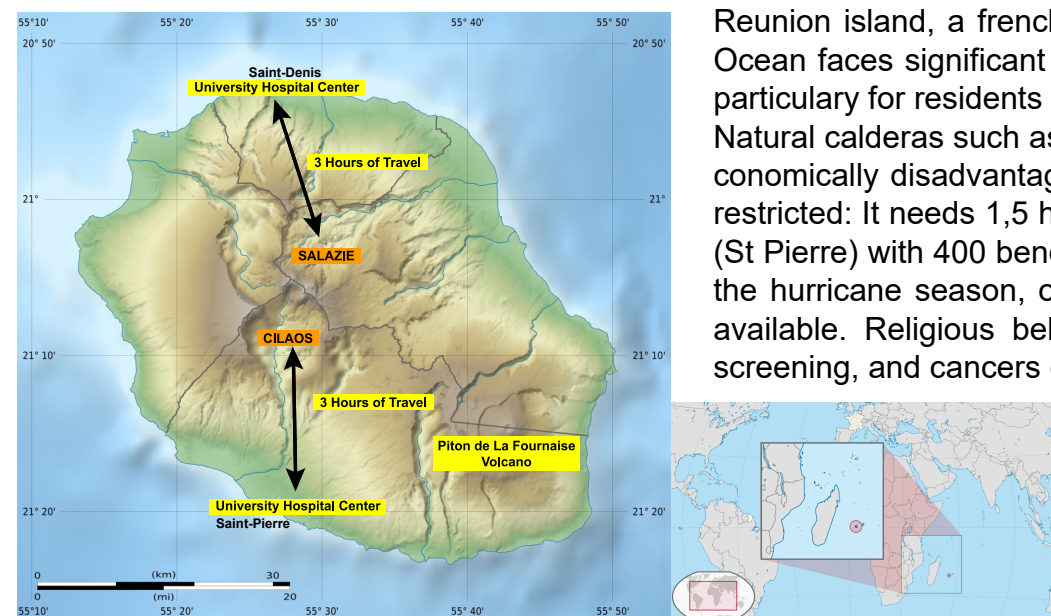 55°10'
55° 20'
55° 30'
55° 40'
55° 50'
20° 50'
20° 50'
Saint-Denis
University Hospital Center
3 Hours of Travel
21°
21°
SALAZIE
CILAOS
21° 10'
21° 10'
3 Hours of Travel
Piton de La Fournaise
Volcano
University Hospital Center
Saint-Pierre
21° 20'
21° 20'
0 (km) 30
0 (mi) 20
55°10'
55° 20'
55° 30'
55° 40'
55° 50'
Reunion island, a french
Ocean faces significant
particulary for residents
Natural calderas such as
conomically disadvantag
restricted: It needs 1,5 h
(St Pierre) with 400 bene
the hurricane season, o
available. Religious bel
screening, and cancers